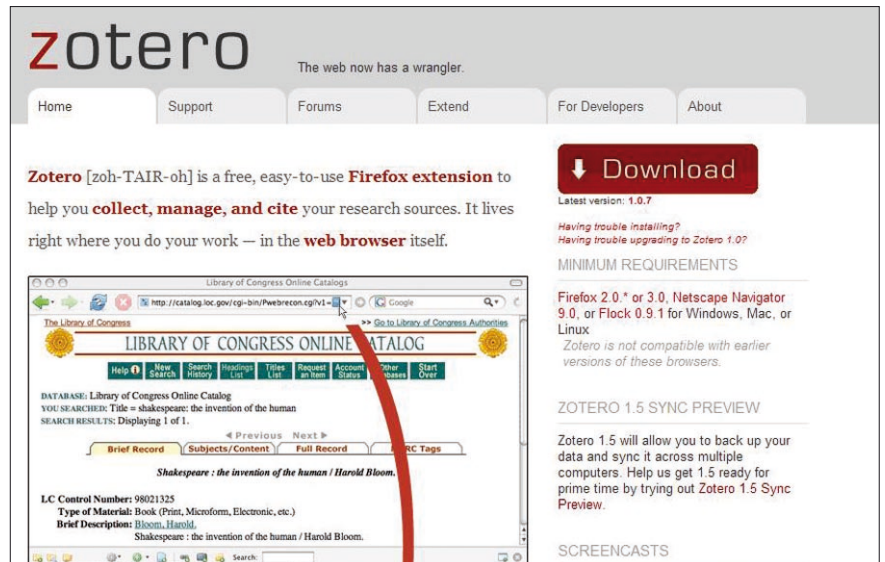 zotero
The web now has a wrangler.
Home Support Forums Extend For Developers About
Zotero [zoh-TAIR-oh] is a free, easy-to-use Firefox extension to
help you collect, manage, and cite your research sources. It lives
right where you do your work — in the web browser itself.
Library of Congress Online Catalogs
http://catalog.loc.gov/cgi-bin/Pwebrecon.cgi?v1=
Google
The Library of Congress
>> Go to Library of Congress Authorities
LIBRARY OF CONGRESS ONLINE CATALOG
Help New Search Search History Headings List Titles List Request an Item Account Status Other Start Over
DATABASE: Library of Congress Online Catalog
YOU SEARCHED: Title = shakespeare: the invention of the human
SEARCH RESULTS: Displaying 1 of 1.
◄ Previous Next ►
Brief Record Subjects/Content Full Record Tags
Shakespeare : the invention of the human / Harold Bloom.
LC Control Number: 98021325
Type of Material: Book (Print, Microform, Electronic, etc.)
Brief Description: Bloom, Harold.
Shakespeare : the invention of the human / Harold Bloom.
Search:
Download
Latest version: 1.0.7
Having trouble installing?
Having trouble upgrading to Zotero 1.0?
MINIMUM REQUIREMENTS
Firefox 2.0.* or 3.0, Netscape Navigator
9.0, or Flock 0.9.1 for Windows, Mac, or
Linux
Zotero is not compatible with earlier
versions of these browsers.
ZOTERO 1.5 SYNC PREVIEW
Zotero 1.5 will allow you to back up your
data and sync it across multiple
computers. Help us get 1.5 ready for
prime time by trying out Zotero 1.5 Sync
Preview.
SCREENCASTS